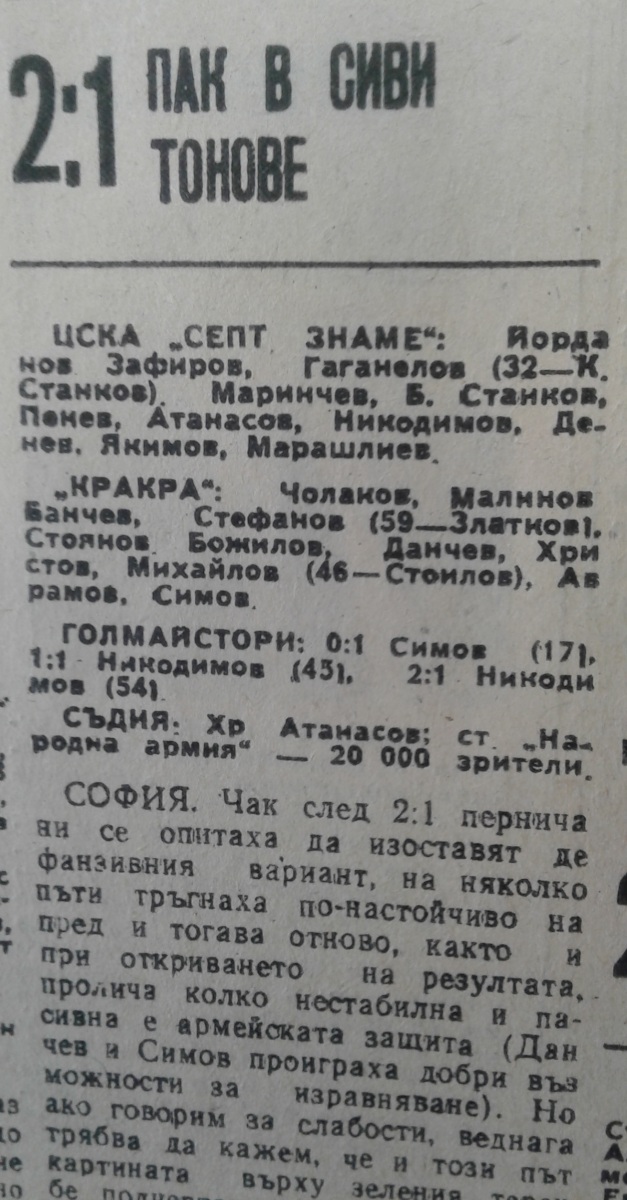 2:1 ПАК В СИВИ
ТОНОВЕ
ЦСКА „СЕПТ ЗНАМЕ“: Йорда
нов Зафиров, Гаганелов (32—К.
Станков). Маринчев, Б. Станков,
Пенев, Атанасов, Никодимов, Де-
нев, Якимов, Марашлиев.
„КРАКРА“: Чолаков, Малинов
Банчев, Стефанов (59—Златков),
Стоянов Божилов, Данчев, Хри
стов, Михайлов (46—Стоилов), Ав
рамов, Симов.
ГОЛМАЙСТОРИ: 0:1 Симов (17),
1:1 Никодимов (45), 2:1 Никоди
мов (54).
СЪДИЯ: Хр Атанасов; ст. „На-
родна армия“ — 20 000 зрители.
СОФИЯ. Чак след 2:1 пернича
ни се опитаха да изоставят де
фанзивния вариант, на няколко
пъти тръгнаха по-настойчиво на
пред и тогава отново, както и
при откриването на резултата,
пролича колко нестабилна и па-
сивна е армейската защита (Дан
чев и Симов проиграха добри въз
можности за изравняване). Но
ако говорим за слабости, веднага
трябва да кажем, че и този път
картината върху зеления
но бе